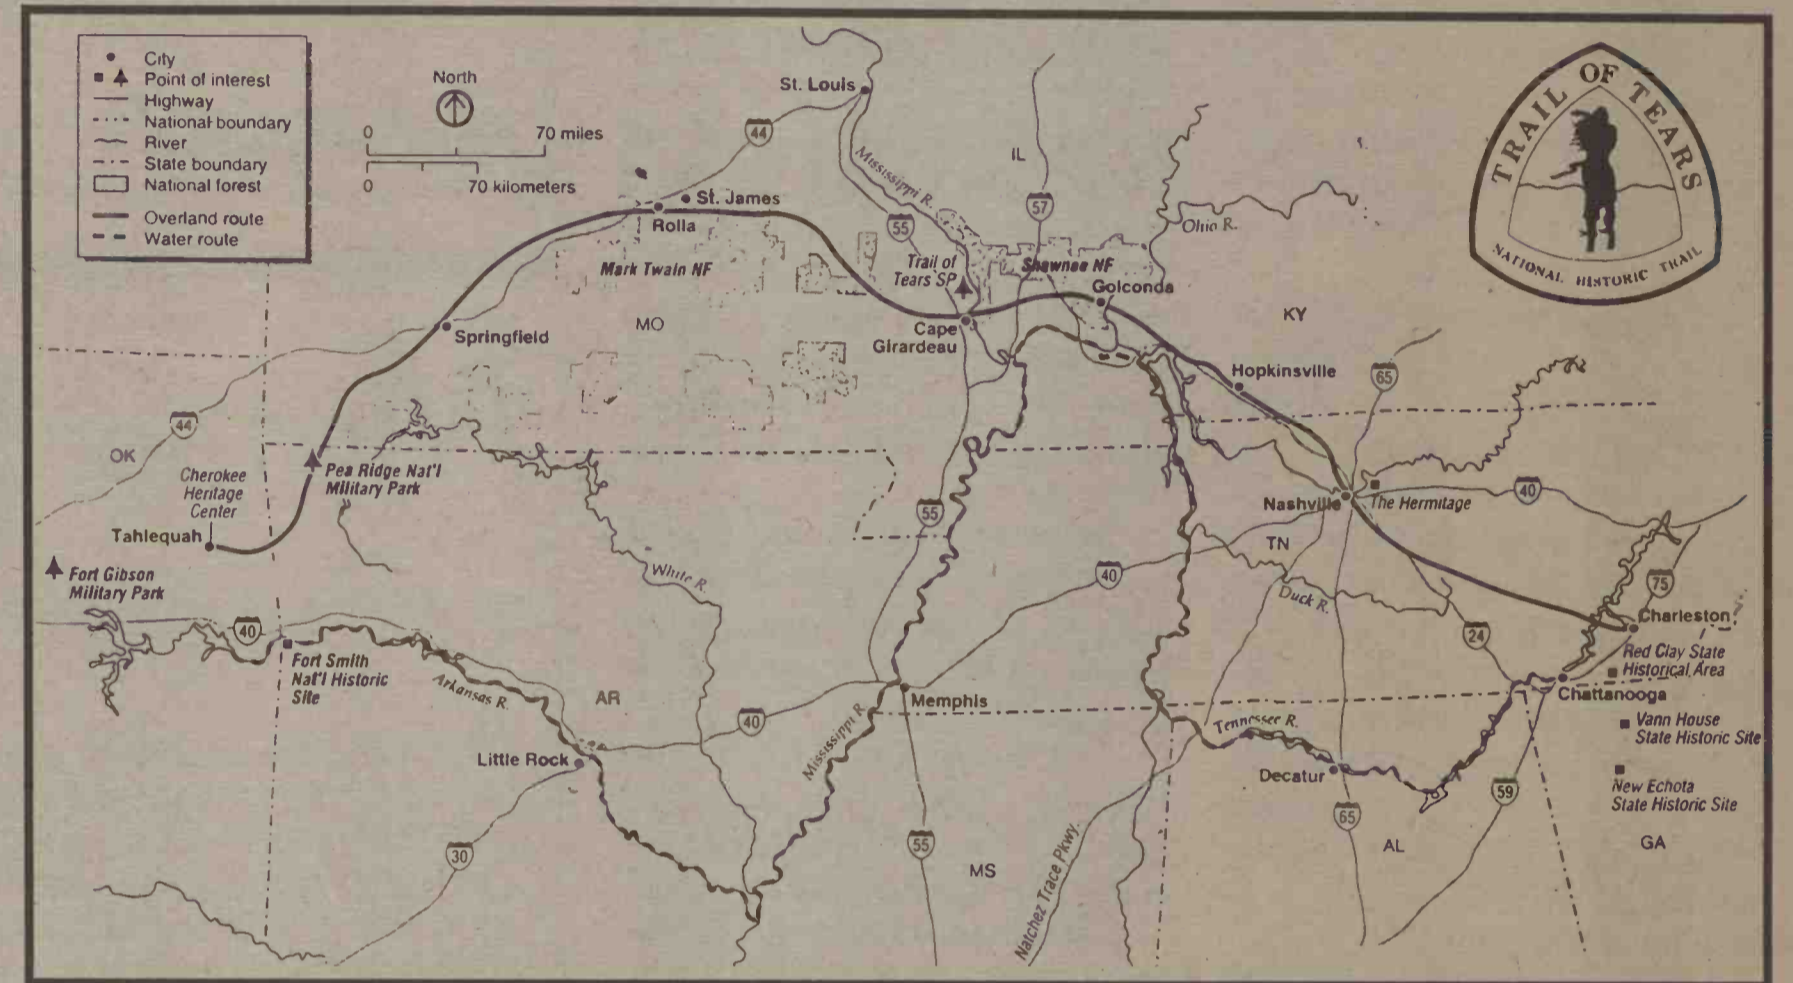 City
Point of interest
Highway
National boundary
River
State boundary
National forest
Overland route
Water route
North
0
70 miles
0
70 kilometers
TRAIL OF TEARS
NATIONAL HISTORIC TRAIL
St. Louis
44
Mississippi R.
IL
57
55
Ohio R.
St. James
Rolla
Mark Twain NF
Trail of
Tears SP
Shawnee NF
Golconda
KY
Springfield
MO
Cape
Girardeau
Hopkinsville
65
44
OK
Cherokee
Heritage
Center
Pea Ridge Nat'l
Military Park
Tahlequah
Fort Gibson
Military Park
55
Nashville
The Hermitage
40
TN
White R.
40
Duck R.
75
Charleston
24
Red Clay State
Historical Area
Chattanooga
40
Fort Smith
Nat'l Historic
Site
Arkansas R.
AR
Memphis
40
Mississippi R.
Tennessee R.
Vann House
State Historic Site
Little Rock
Decatur
New Echota
State Historic Site
59
65
30
55
MS
Natchez Trace Pkwy.
AL
GA